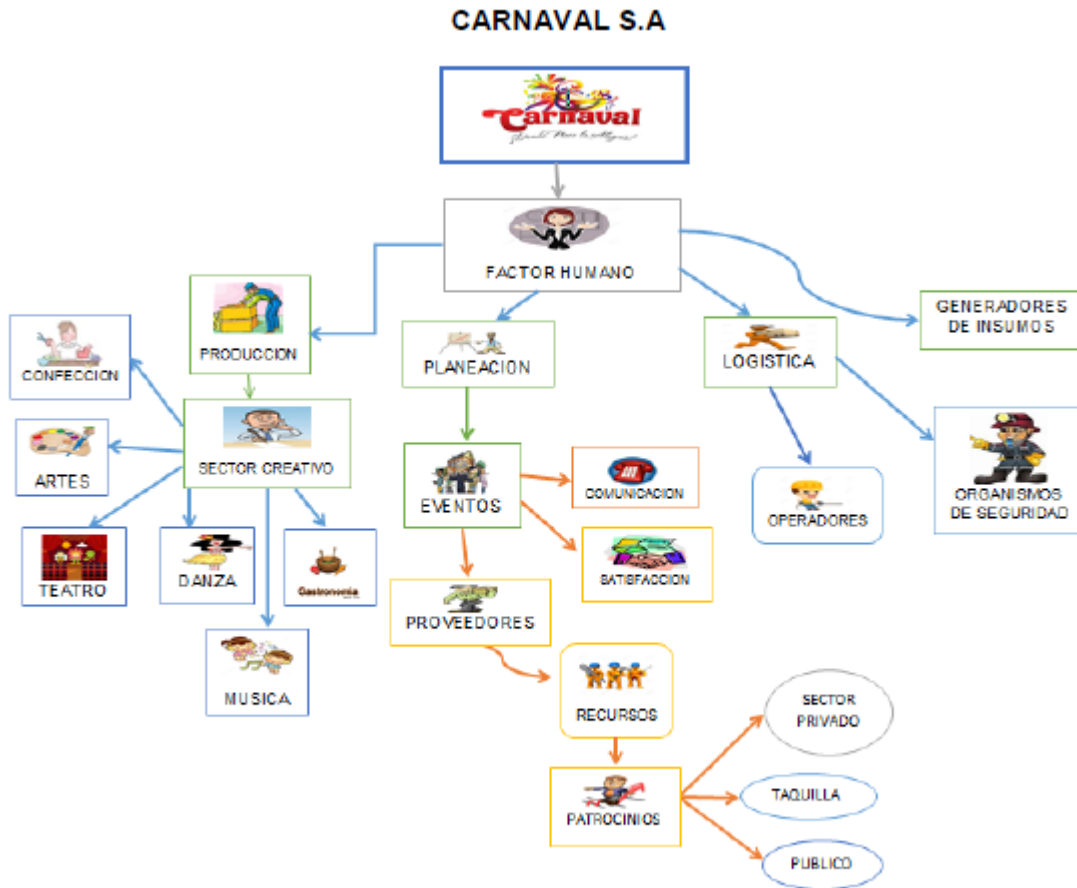 CARNAVAL S.A
Carnaval
FACTOR HUMANO
PRODUCCION
PLANEACION
LOGISTICA
GENERADORES
DE INSUMOS
CONFECCION
ARTES
SECTOR CREATIVO
TEATRO
DANZA
Gastronomia
MUSICA
EVENTOS
COMUNICACION
SATISFACCION
OPERADORES
ORGANISMOS
DE SEGURIDAD
PROVEEDORES
RECURSOS
PATROCINIOS
SECTOR
PRIVADO
TAQUILLA
PUBLICO